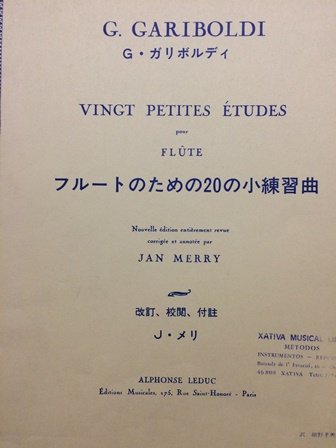 G. GARIBOLDI
G・ガリボルディ
VINGT PETITES ÉTUDES
pour
FLÛTE
フルートのための20の小練習曲
Nouvelle édition entièrement revue
corrigée et annotée par
JAN MERRY
改訂、校閲、付註
J・メリ
XATIVA MUSICAL
METODOS
INSTRUMENTOS -
46800 XATIVA
ALPHONSE LEDUC
Éditions Musicales, 175, Rue Saint-Honoré - Paris